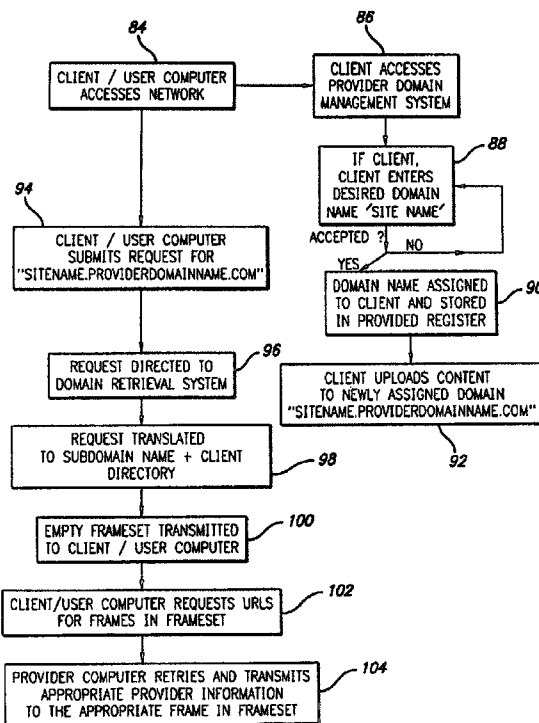 84
CLIENT / USER COMPUTER
ACCESSES NETWORK
86
CLIENT ACCESSES
PROVIDER DOMAIN
MANAGEMENT SYSTEM
88
IF CLIENT,
CLIENT ENTERS
DESIRED DOMAIN
NAME 'SITE NAME'
ACCEPTED ?
NO
YES
90
DOMAIN NAME ASSIGNED
TO CLIENT AND STORED
IN PROVIDED REGISTER
CLIENT UPLOADS CONTENT
TO NEWLY ASSIGNED DOMAIN
"SITENAME.PROVIDERDOMAINNAME.COM"
92
94
CLIENT / USER COMPUTER
SUBMITS REQUEST FOR
"SITENAME.PROVIDERDOMAINNAME.COM"
96
REQUEST DIRECTED TO
DOMAIN RETRIEVAL SYSTEM
REQUEST TRANSLATED
TO SUBDOMAIN NAME + CLIENT
DIRECTORY
98
EMPTY FRAMESET TRANSMITTED
TO CLIENT / USER COMPUTER
100
CLIENT/USER COMPUTER REQUESTS URLS
FOR FRAMES IN FRAMESET
102
PROVIDER COMPUTER RETRIES AND TRANSMITS
APPROPRIATE PROVIDER INFORMATION
TO THE APPROPRIATE FRAME IN FRAMESET
104